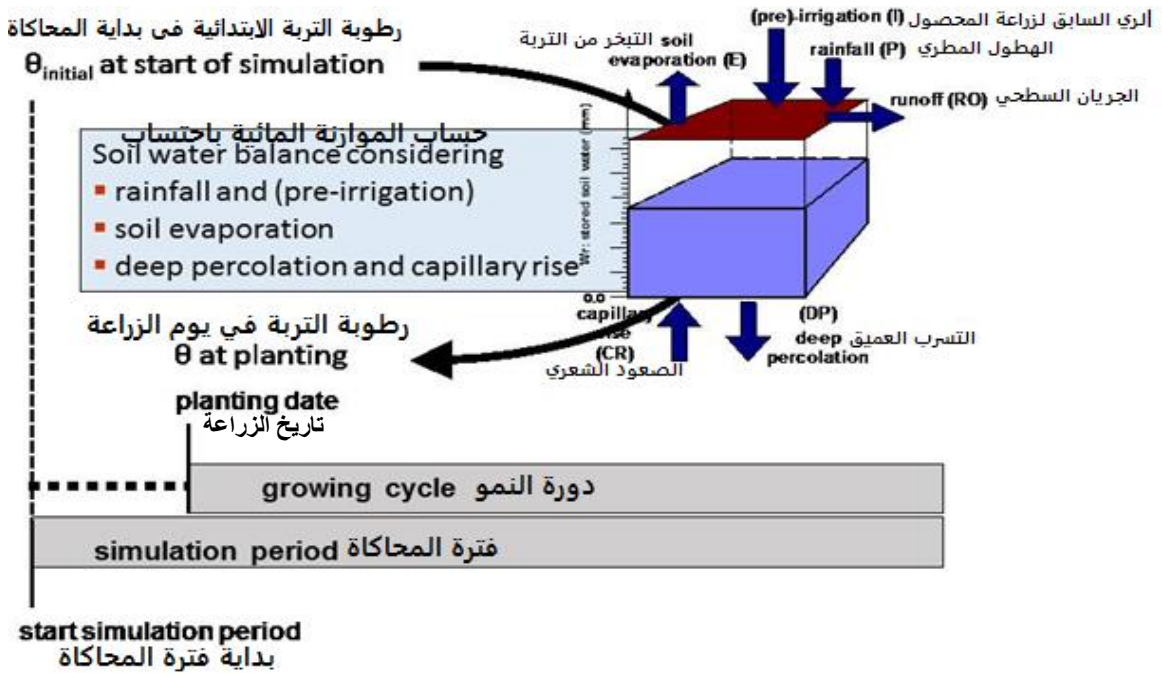 رطوبة التربة الابتدائية في بداية المحاكاة
θinitial at start of simulation
حساب الموازنة المائية باحتساب
Soil water balance considering
▪ rainfall and (pre-irrigation)
▪ soil evaporation
▪ deep percolation and capillary rise
(pre)-irrigation (I) إلري السابق لزراعة المحصول
التبخر من التربة soil
evaporation (E)
الهطول المطري
rainfall (P)
runoff (RO) الجريان السطحي
Wr: stored soil water (mm)
0.0
capillary
(CR)
الصعود الشعري
(DP)
deep التسرب العميق
percolation
رطوبة التربة في يوم الزراعة
θ at planting
planting date
تاريخ الزراعة
growing cycle دورة النمو
simulation period فترة المحاكاة
start simulation period
بداية فترة المحاكاة